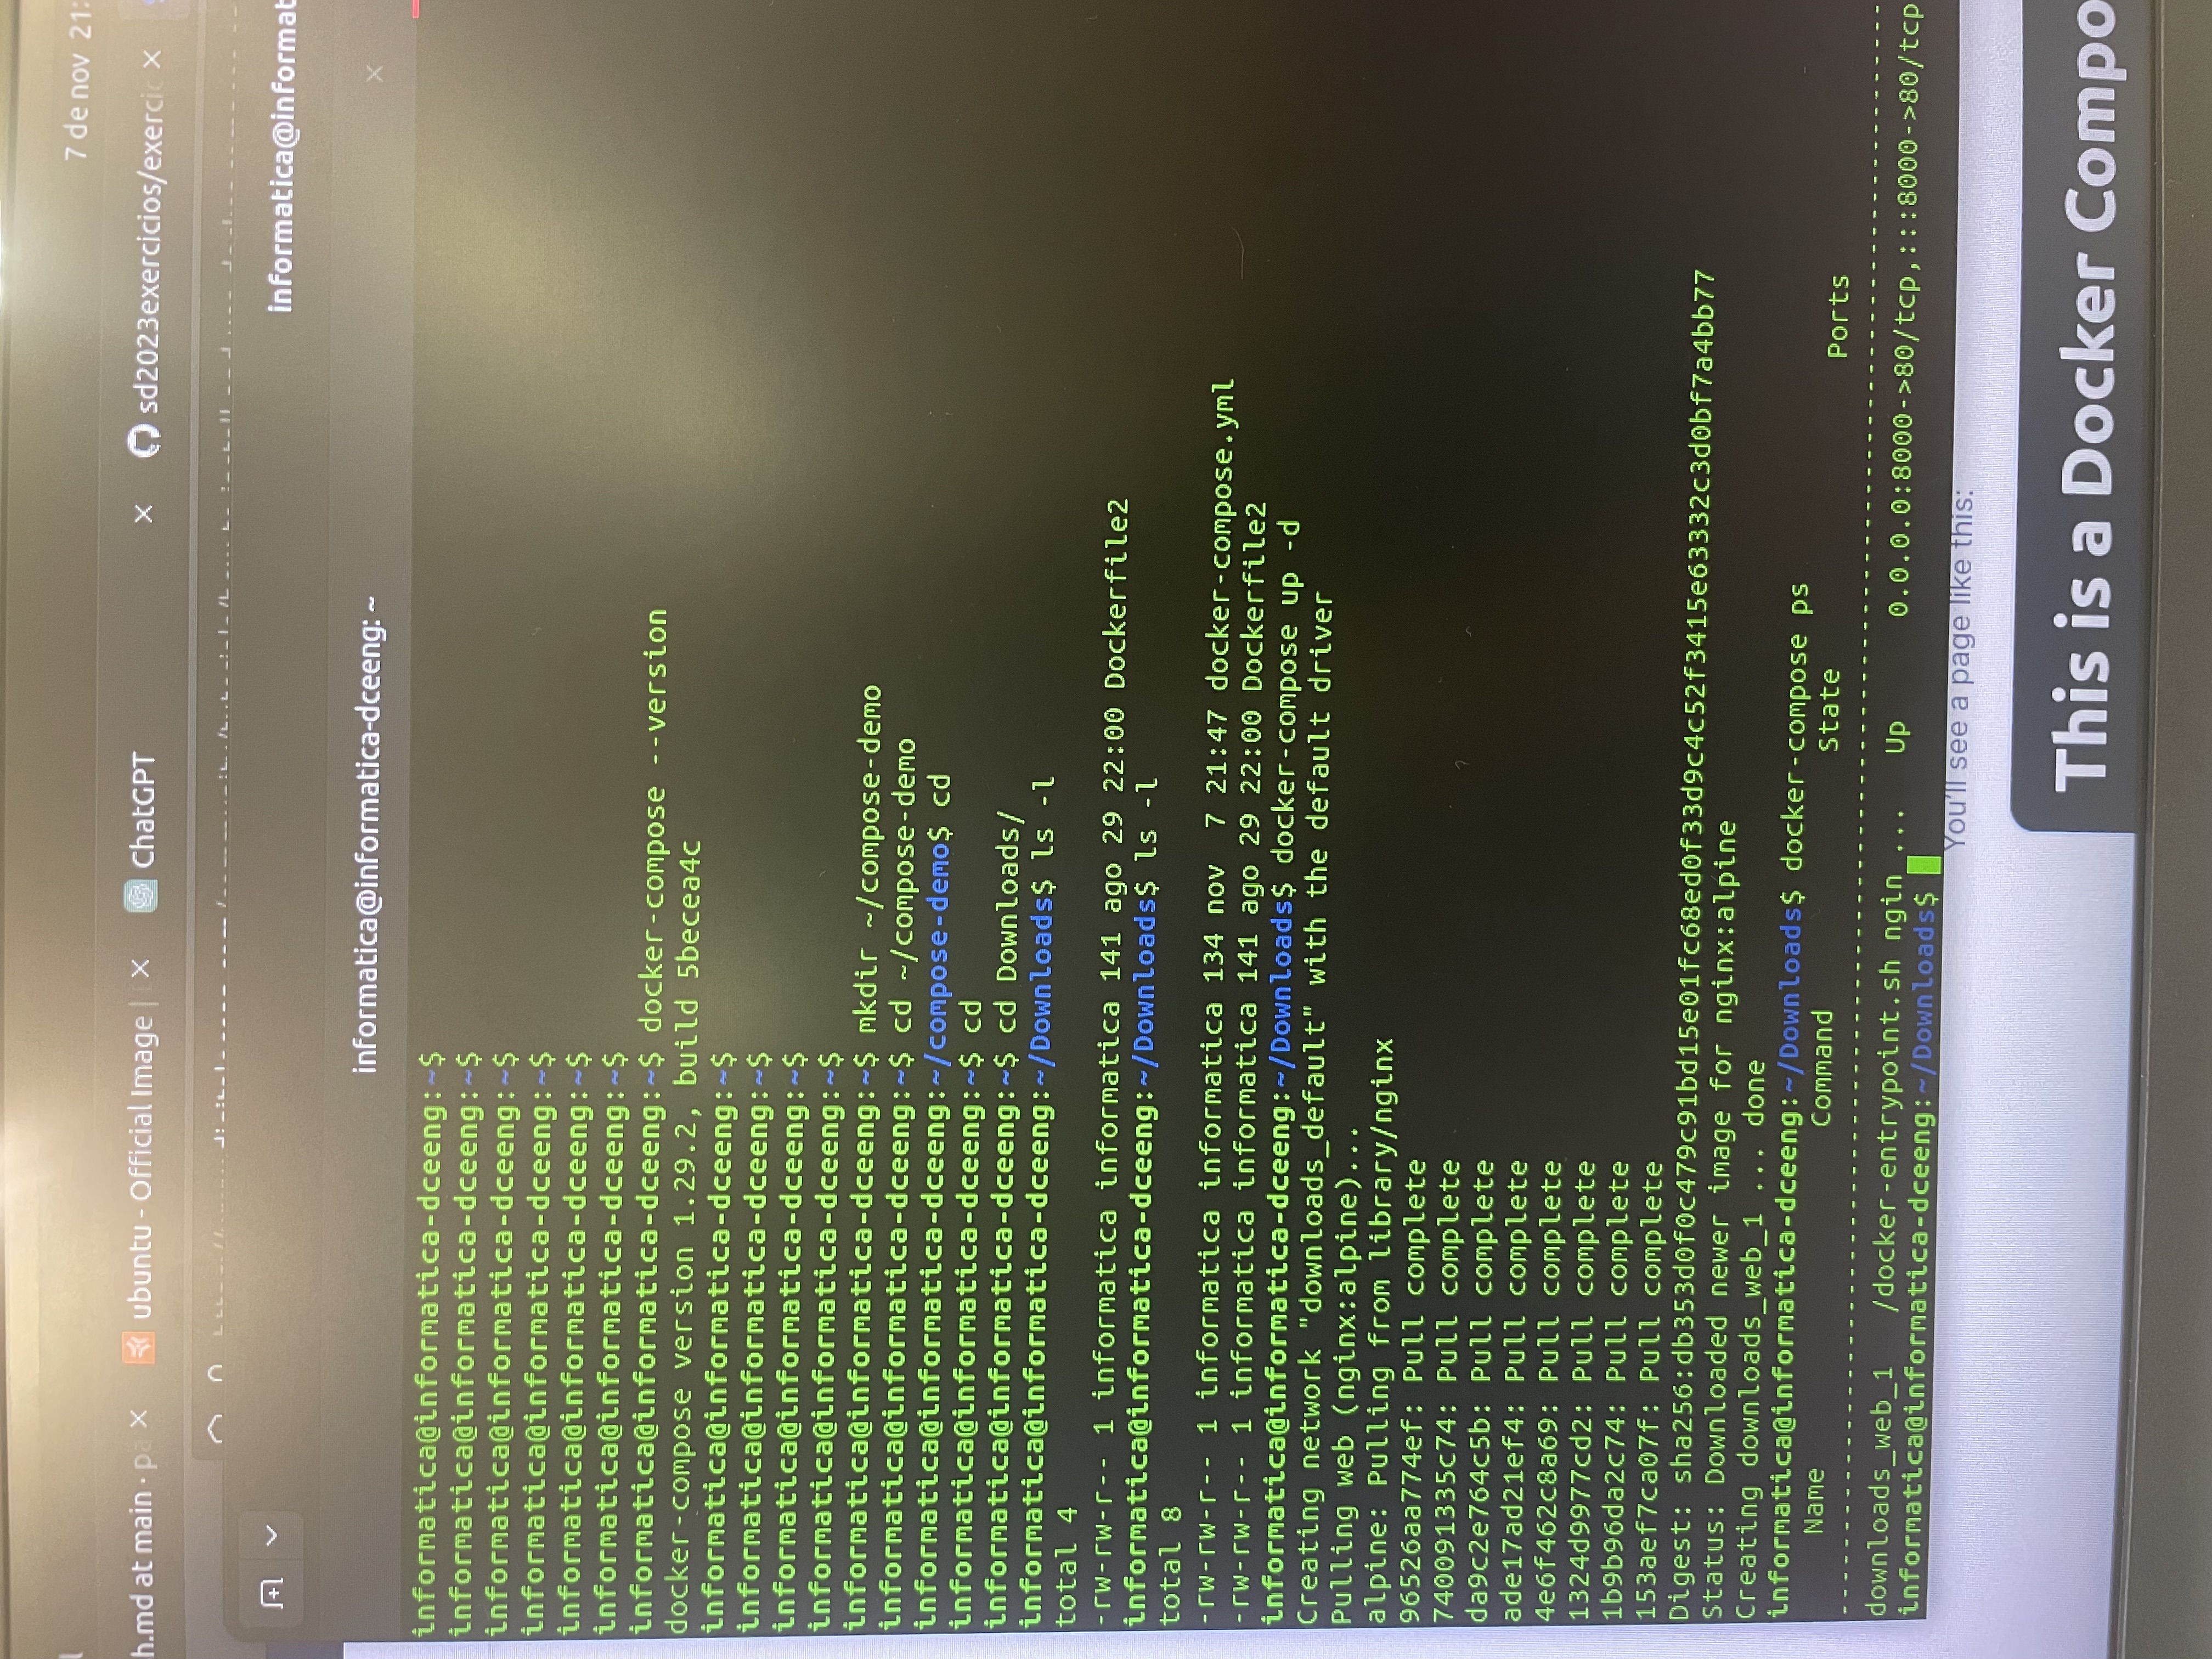 7 de nov 21:
h.md at main · pa
ubuntu - Official Image |
ChatGPT
sd2023exercicios/exercic
informatica@informat
informatica@informatica-dceeng: ~
informatica@informatica-dceeng:~$
informatica@informatica-dceeng:~$
informatica@informatica-dceeng:~$
informatica@informatica-dceeng:~$
informatica@informatica-dceeng:~$
informatica@informatica-dceeng:~$
informatica@informatica-dceeng:~$ docker-compose --version
docker-compose version 1.29.2, build 5becea4c
informatica@informatica-dceeng:~$
informatica@informatica-dceeng:~$
informatica@informatica-dceeng:~$
informatica@informatica-dceeng:~$
informatica@informatica-dceeng:~$ mkdir ~/compose-demo
informatica@informatica-dceeng:~$ cd ~/compose-demo
informatica@informatica-dceeng:~/compose-demo$ cd
informatica@informatica-dceeng:~$ cd
informatica@informatica-dceeng:~$ cd Downloads/
informatica@informatica-dceeng:~/Downloads$ ls -l
total 4
-rw-rw-r-- 1 informatica informatica 141 ago 29 22:00 Dockerfile2
informatica@informatica-dceeng:~/Downloads$ ls -l
total 8
-rw-rw-r-- 1 informatica informatica 134 nov  7 21:47 docker-compose.yml
-rw-rw-r-- 1 informatica informatica 141 ago 29 22:00 Dockerfile2
informatica@informatica-dceeng:~/Downloads$ docker-compose up -d
Creating network "downloads_default" with the default driver
Pulling web (nginx:alpine)...
alpine: Pulling from library/nginx
96526aa774ef: Pull complete
740091335c74: Pull complete
da9c2e764c5b: Pull complete
ade17ad21ef4: Pull complete
4e6f462c8a69: Pull complete
1324d9977cd2: Pull complete
1b9b96da2c74: Pull complete
153aef7ca07f: Pull complete
Digest: sha256:db353d0f0c479c91bd15e01fc68ed0f33d9c4c52f3415e63332c3d0bf7a4bb77
Status: Downloaded newer image for nginx:alpine
Creating downloads_web_1 ... done
informatica@informatica-dceeng:~/Downloads$ docker-compose ps
Name Command State Ports
--------------------------------------------------------------------------------
downloads_web_1 /docker-entrypoint.sh ngin ... Up 0.0.0.0:8000->80/tcp,:::8000->80/tcp
informatica@informatica-dceeng:~/Downloads$
You'll see a page like this:
This is a Docker Compo